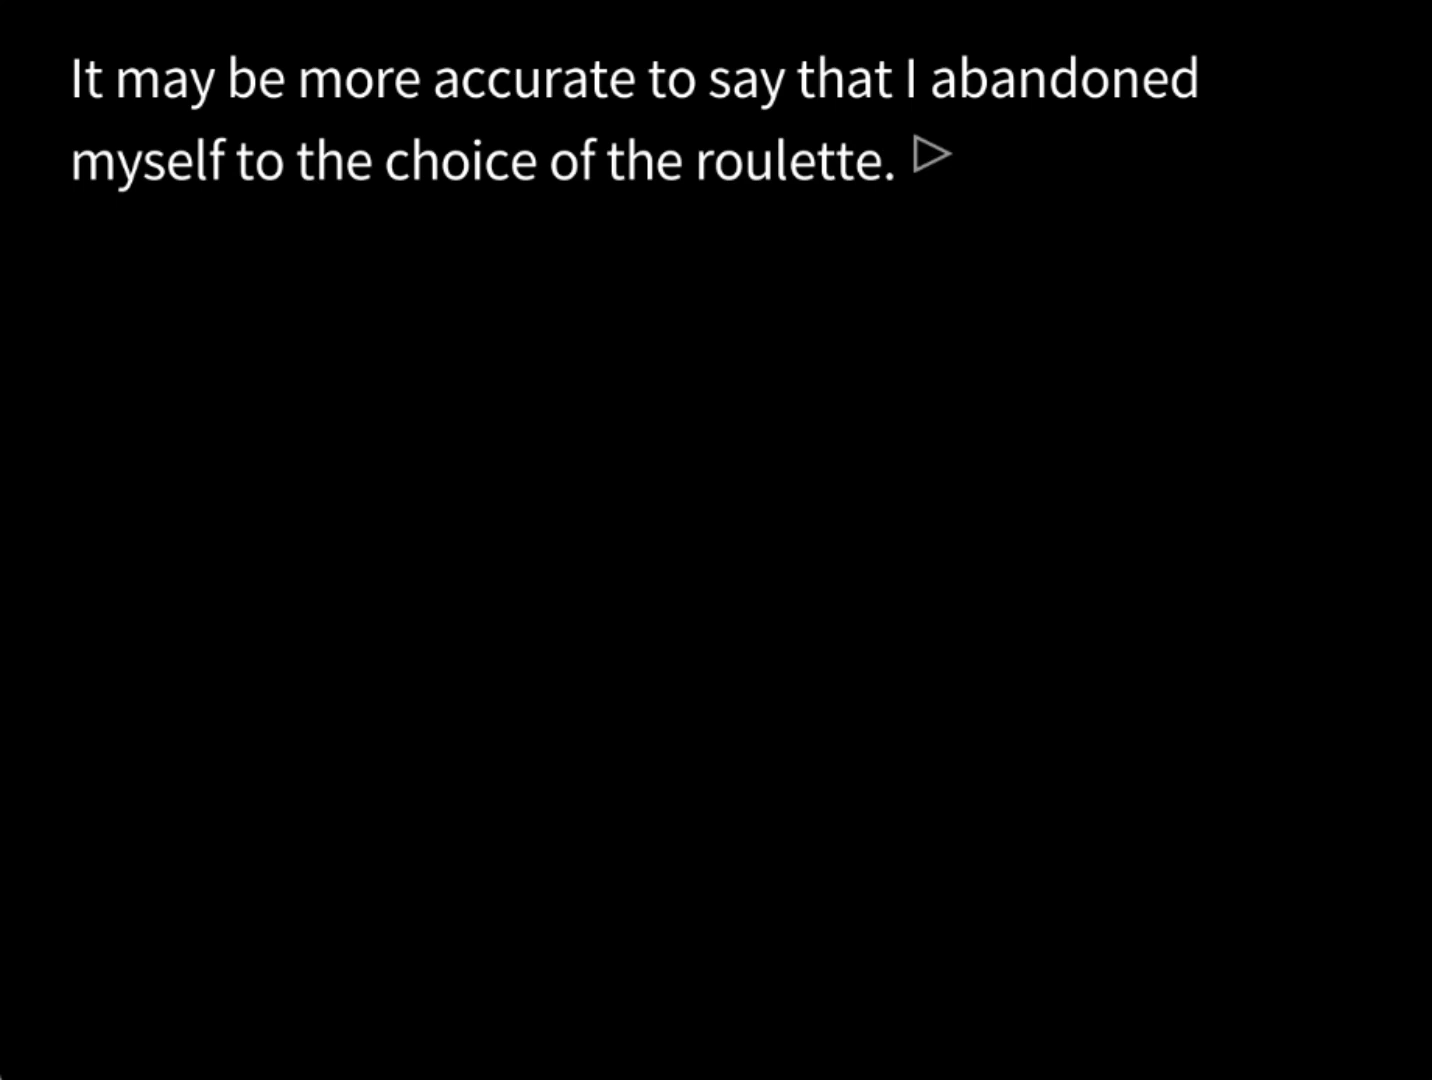 It may be more accurate to say that I abandoned
myself to the choice of the roulette.